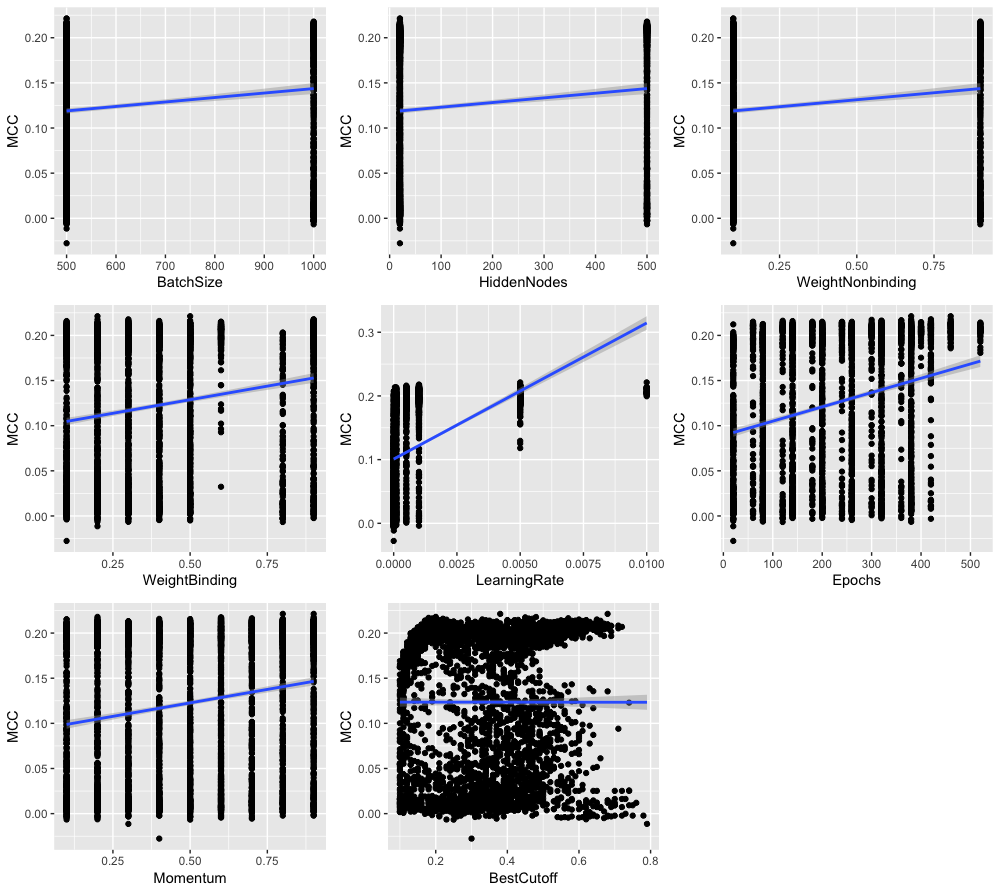 MCC
0.20
0.15
0.10
0.05
0.00
500 600 700 800 900 1000
BatchSize
MCC
0.20
0.15
0.10
0.05
0.00
0 100 200 300 400 500
HiddenNodes
MCC
0.20
0.15
0.10
0.05
0.00
0.25 0.50 0.75
WeightNonbinding
MCC
0.20
0.15
0.10
0.05
0.00
0.25 0.50 0.75
WeightBinding
MCC
0.3
0.2
0.1
0.0
0.0000 0.0025 0.0050 0.0075 0.0100
LearningRate
MCC
0.20
0.15
0.10
0.05
0.00
0 100 200 300 400 500
Epochs
MCC
0.20
0.15
0.10
0.05
0.00
0.25 0.50 0.75
Momentum
MCC
0.20
0.15
0.10
0.05
0.00
0.2 0.4 0.6 0.8
BestCutoff